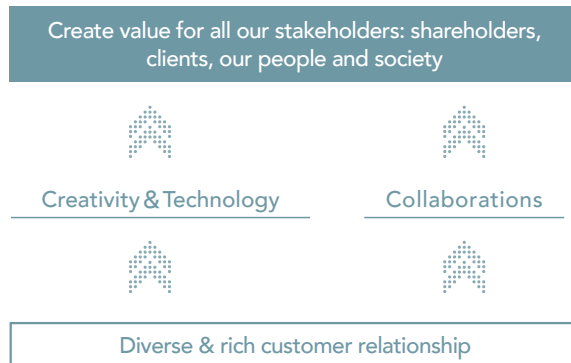 Create value for all our stakeholders: shareholders,
clients, our people and society
Creativity & Technology
Collaborations
Diverse & rich customer relationship